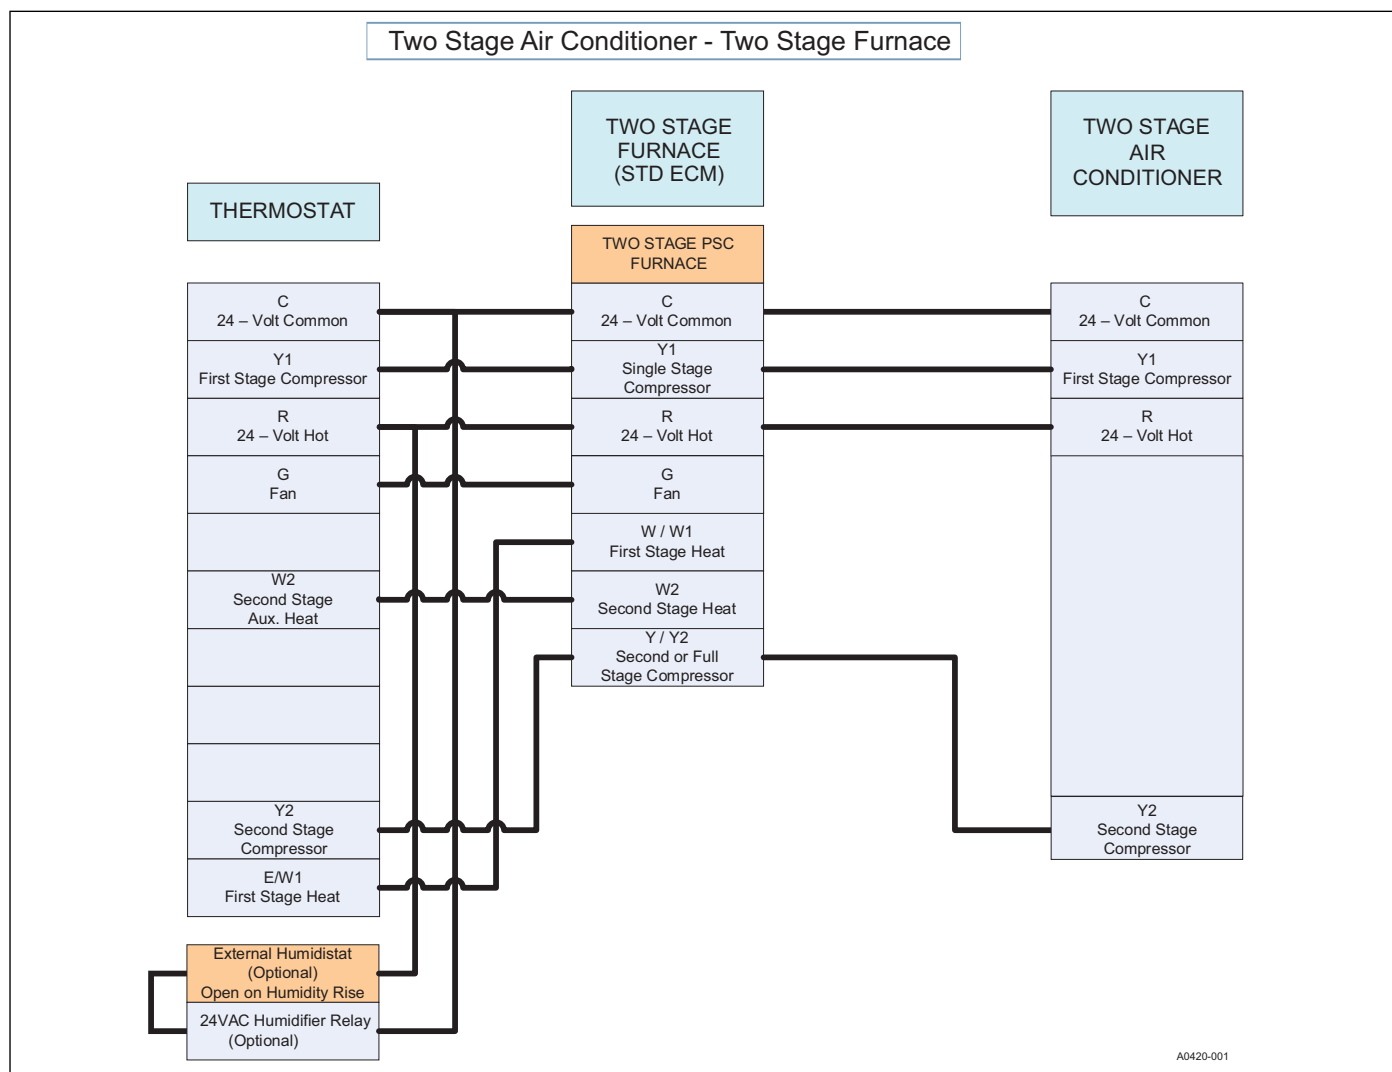 Two Stage Air Conditioner - Two Stage Furnace
THERMOSTAT
C
24 – Volt Common
Y1
First Stage Compressor
R
24 – Volt Hot
G
Fan
W2
Second Stage
Aux. Heat
Y2
Second Stage
Compressor
E/W1
First Stage Heat
External Humidistat
(Optional)
Open on Humidity Rise
24VAC Humidifier Relay
(Optional)
TWO STAGE
FURNACE
(STD ECM)
TWO STAGE PSC
FURNACE
C
24 – Volt Common
Y1
Single Stage
Compressor
R
24 – Volt Hot
G
Fan
W / W1
First Stage Heat
W2
Second Stage Heat
Y / Y2
Second or Full
Stage Compressor
TWO STAGE
AIR
CONDITIONER
C
24 – Volt Common
Y1
First Stage Compressor
R
24 – Volt Hot
Y2
Second Stage
Compressor
A0420-001